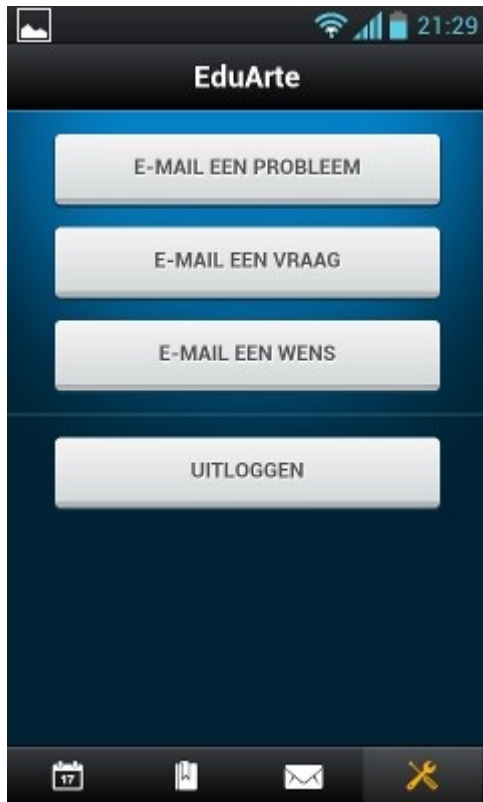 21:29
EduArte
E-MAIL EEN PROBLEEM
E-MAIL EEN VRAAG
E-MAIL EEN WENS
UITLOGGEN
17